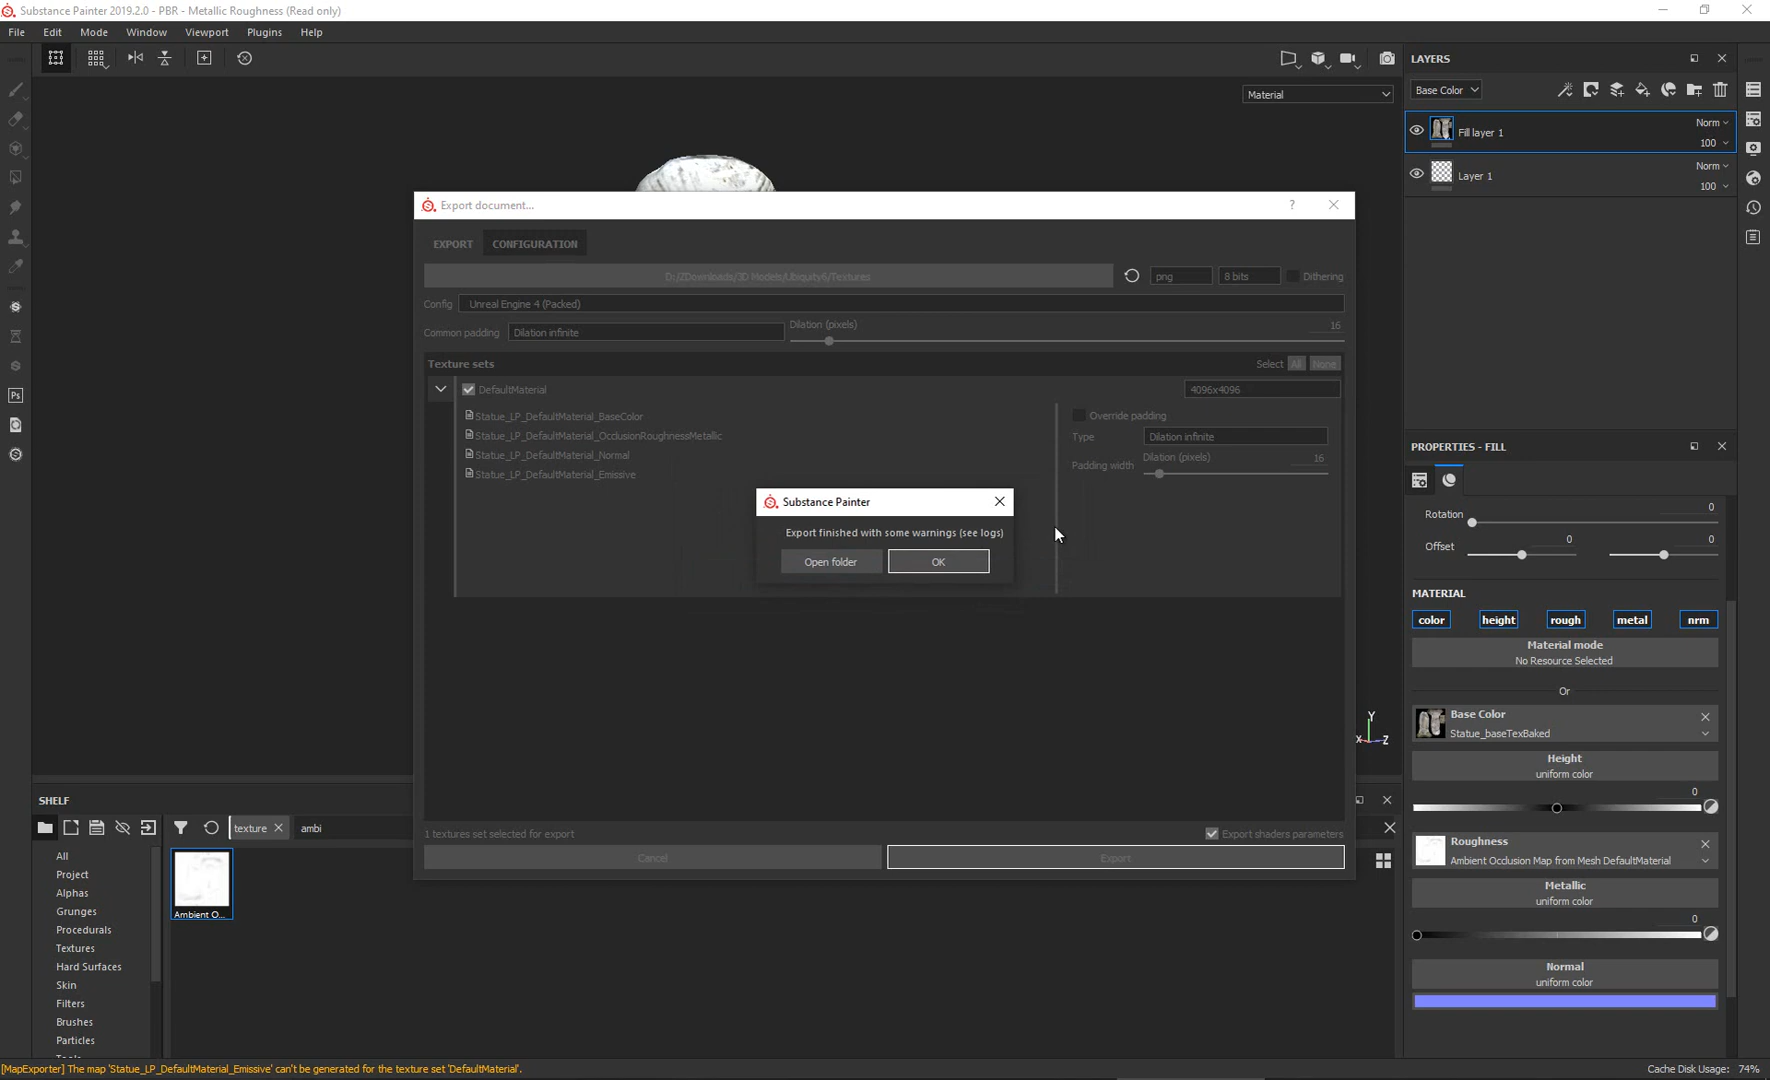 Substance Painter 2019.2.0 - PBR - Metallic Roughness (Read only)
File Edit Mode Window Viewport Plugins Help
Material
LAYERS
Base Color
Fill layer 1
Norm
100
Layer 1
Norm
100
Export document...
?
EXPORT CONFIGURATION
D:/ZDownloads/3D Models/Ubiquity6/Textures
png
8 bits
Dithering
Config Unreal Engine 4 (Packed)
Common padding Dilation infinite
Dilation (pixels) 16
Texture sets
Select All None
DefaultMaterial
4096x4096
Statue_LP_DefaultMaterial_BaseColor
Statue_LP_DefaultMaterial_OcclusionRoughnessMetallic
Statue_LP_DefaultMaterial_Normal
Statue_LP_DefaultMaterial_Emissive
Override padding
Type Dilation infinite
Padding width Dilation (pixels) 16
Substance Painter
Export finished with some warnings (see logs)
Open folder OK
1 textures set selected for export
Export shaders parameters
Cancel Export
PROPERTIES - FILL
Rotation 0
Offset 0 0
MATERIAL
color height rough metal nrm
Material mode
No Resource Selected
Or
Base Color
Statue_baseTexBaked
Height
uniform color
0
Roughness
Ambient Occlusion Map from Mesh DefaultMaterial
Metallic
uniform color
0
Normal
uniform color
Y
X Z
Ps
SHELF
texture
ambi
All
Project
Alphas
Grunges
Procedurals
Textures
Hard Surfaces
Skin
Filters
Brushes
Particles
Ambient O...
[MapExporter] The map 'Statue_LP_DefaultMaterial_Emissive' can't be generated for the texture set 'DefaultMaterial'.
Cache Disk Usage: 74%